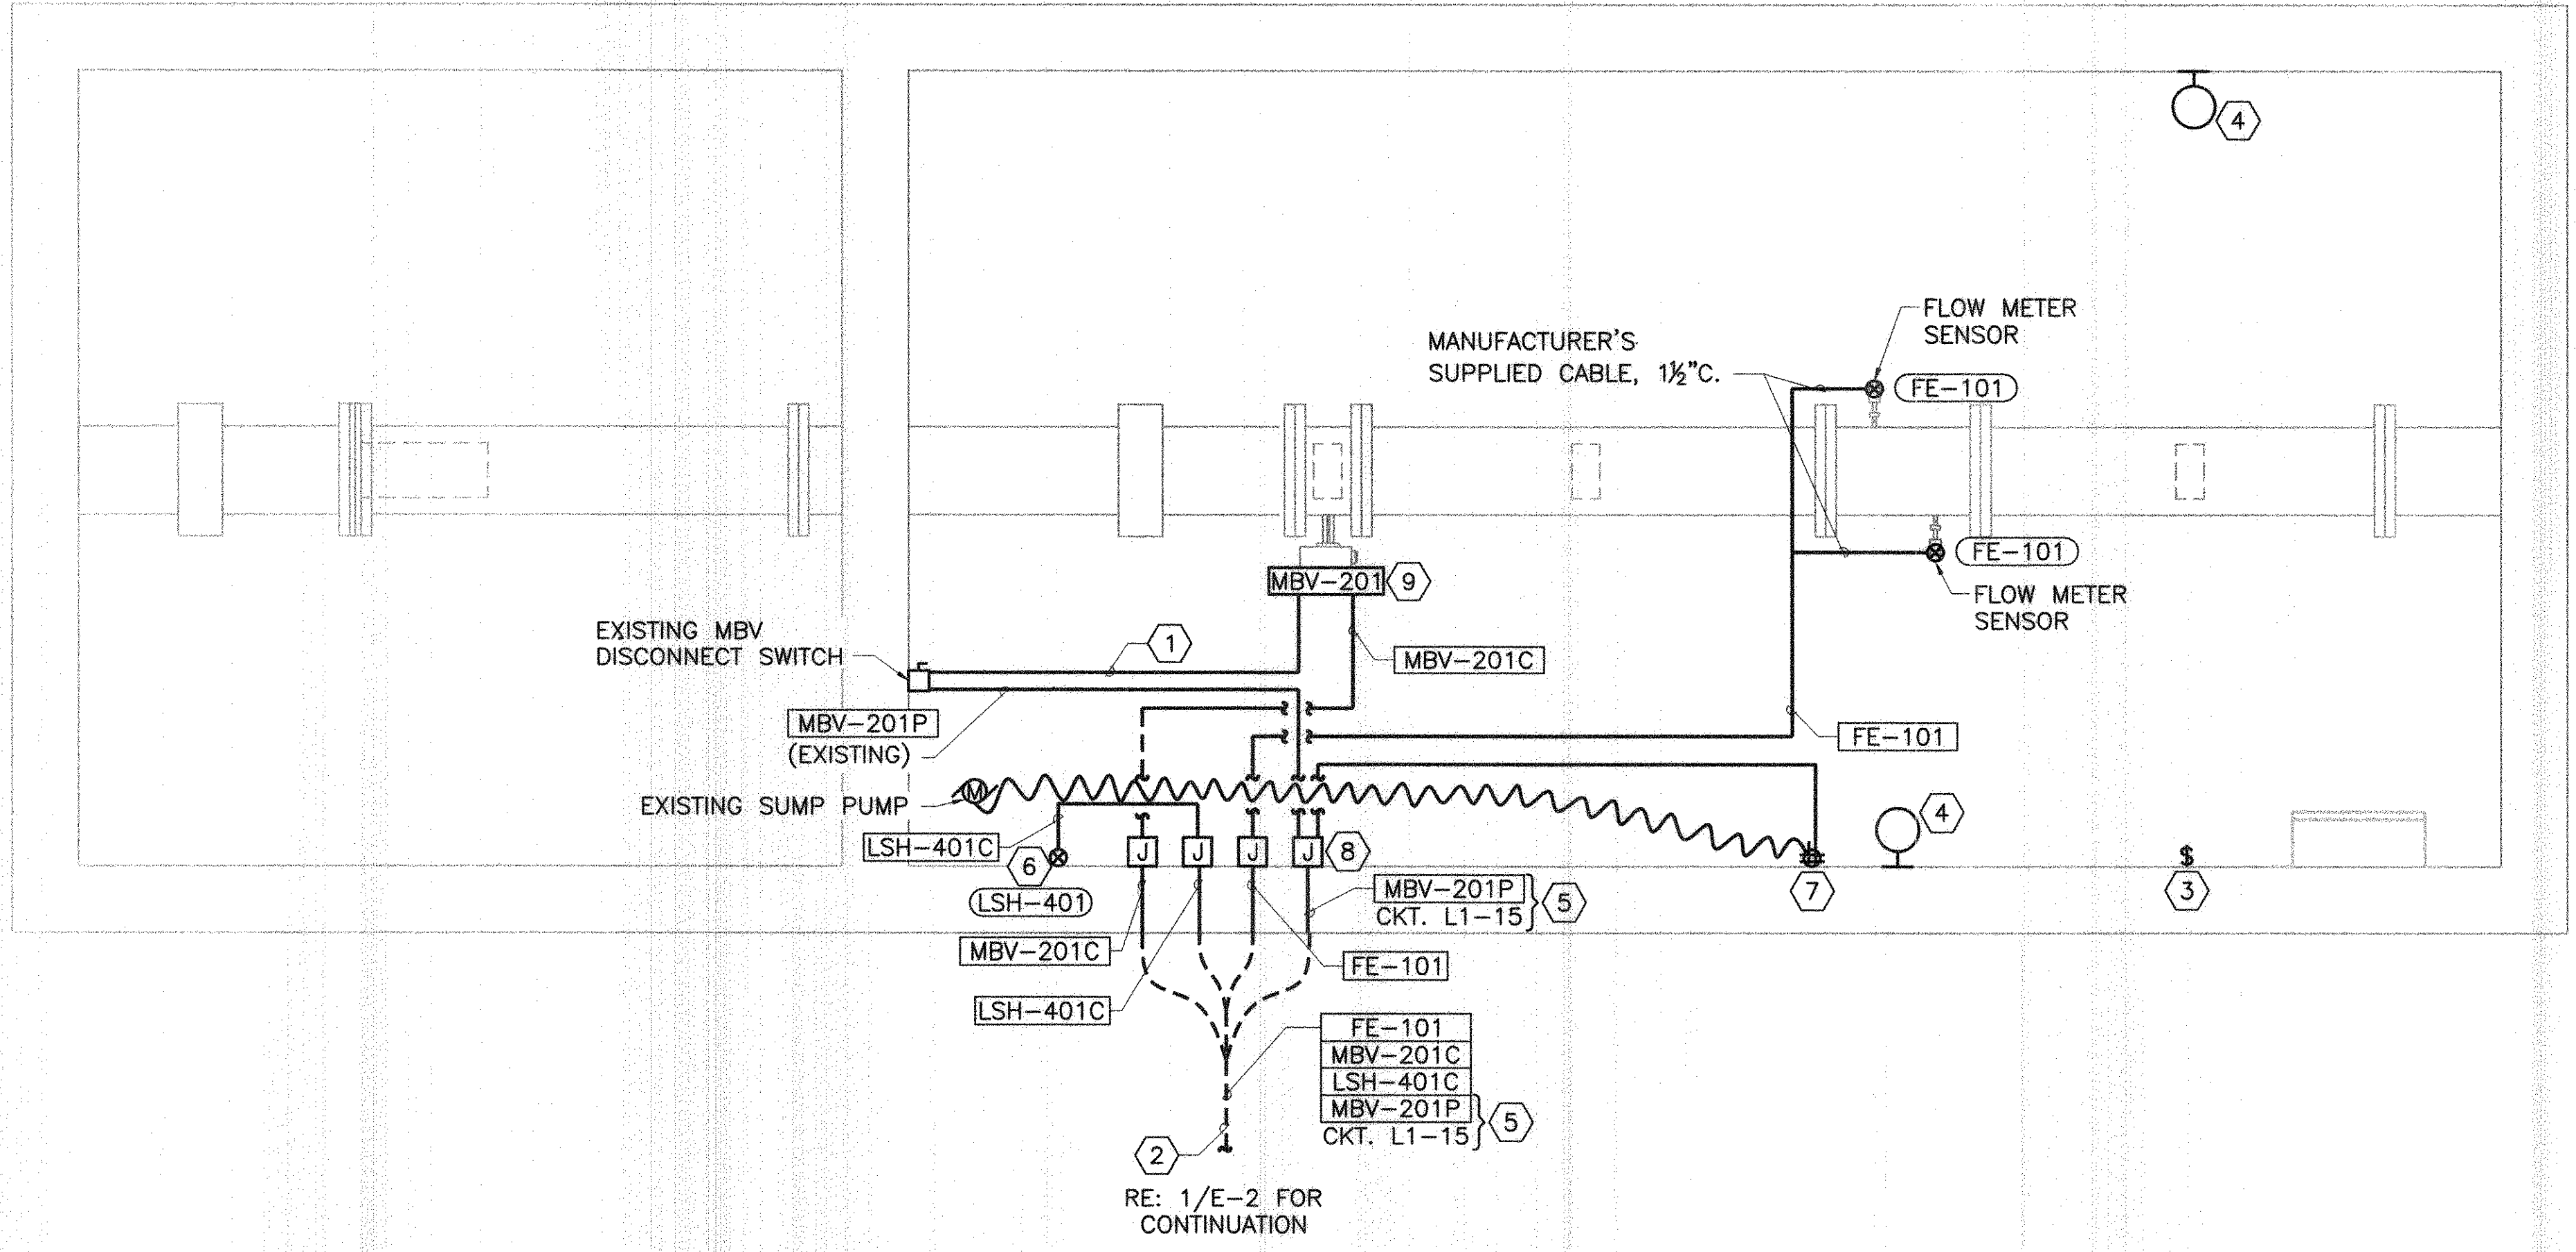 4
FLOW METER
SENSOR
MANUFACTURER'S
SUPPLIED CABLE, 1½"C.
FE-101
FE-101
MBV-201
9
FLOW METER
SENSOR
EXISTING MBV
DISCONNECT SWITCH
1
MBV-201C
MBV-201P
(EXISTING)
FE-101
M
EXISTING SUMP PUMP
4
LSH-401C
6
J
J
J
J
8
$
LSH-401
MBV-201P
CKT. L1-15
5
7
3
MBV-201C
FE-101
LSH-401C
FE-101
MBV-201C
LSH-401C
MBV-201P
CKT. L1-15
5
2
RE: 1/E-2 FOR
CONTINUATION